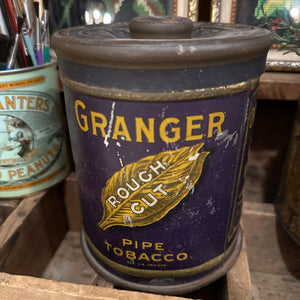 GRANGER
ROUGH
CUT
PIPE
TOBACCO
ANTERS
PEANUTS